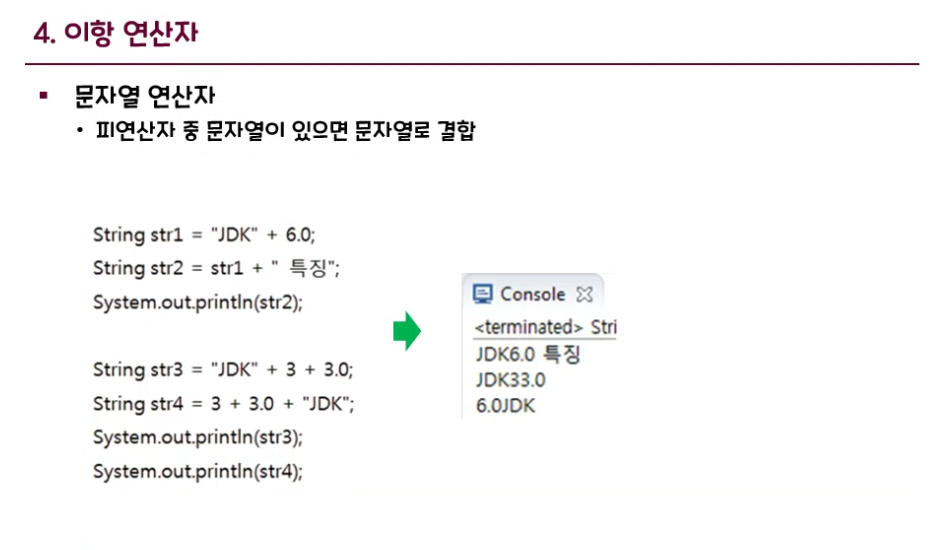 4. 이항 연산자
▪ 문자열 연산자
• 피연산자 중 문자열이 있으면 문자열로 결합
String str1 = "JDK" + 6.0;
String str2 = str1 + " 특징";
System.out.println(str2);
String str3 = "JDK" + 3 + 3.0;
String str4 = 3 + 3.0 + "JDK";
System.out.println(str3);
System.out.println(str4);
Console
<terminated> Stri
JDK6.0 특징
JDK33.0
6.0JDK